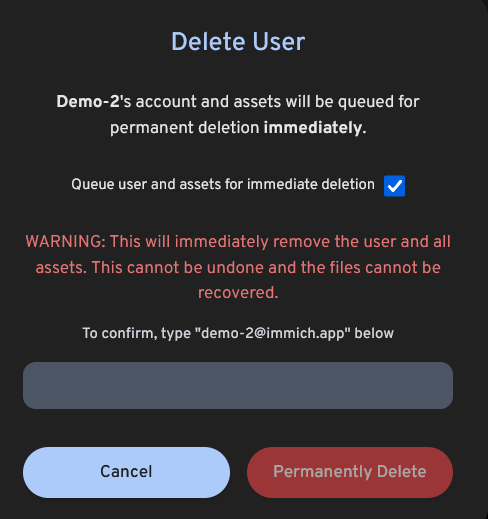 Delete User
Demo-2's account and assets will be queued for
permanent deletion immediately.
Queue user and assets for immediate deletion
WARNING: This will immediately remove the user and all
assets. This cannot be undone and the files cannot be
recovered.
To confirm, type "demo-2@immich.app" below
Cancel
Permanently Delete